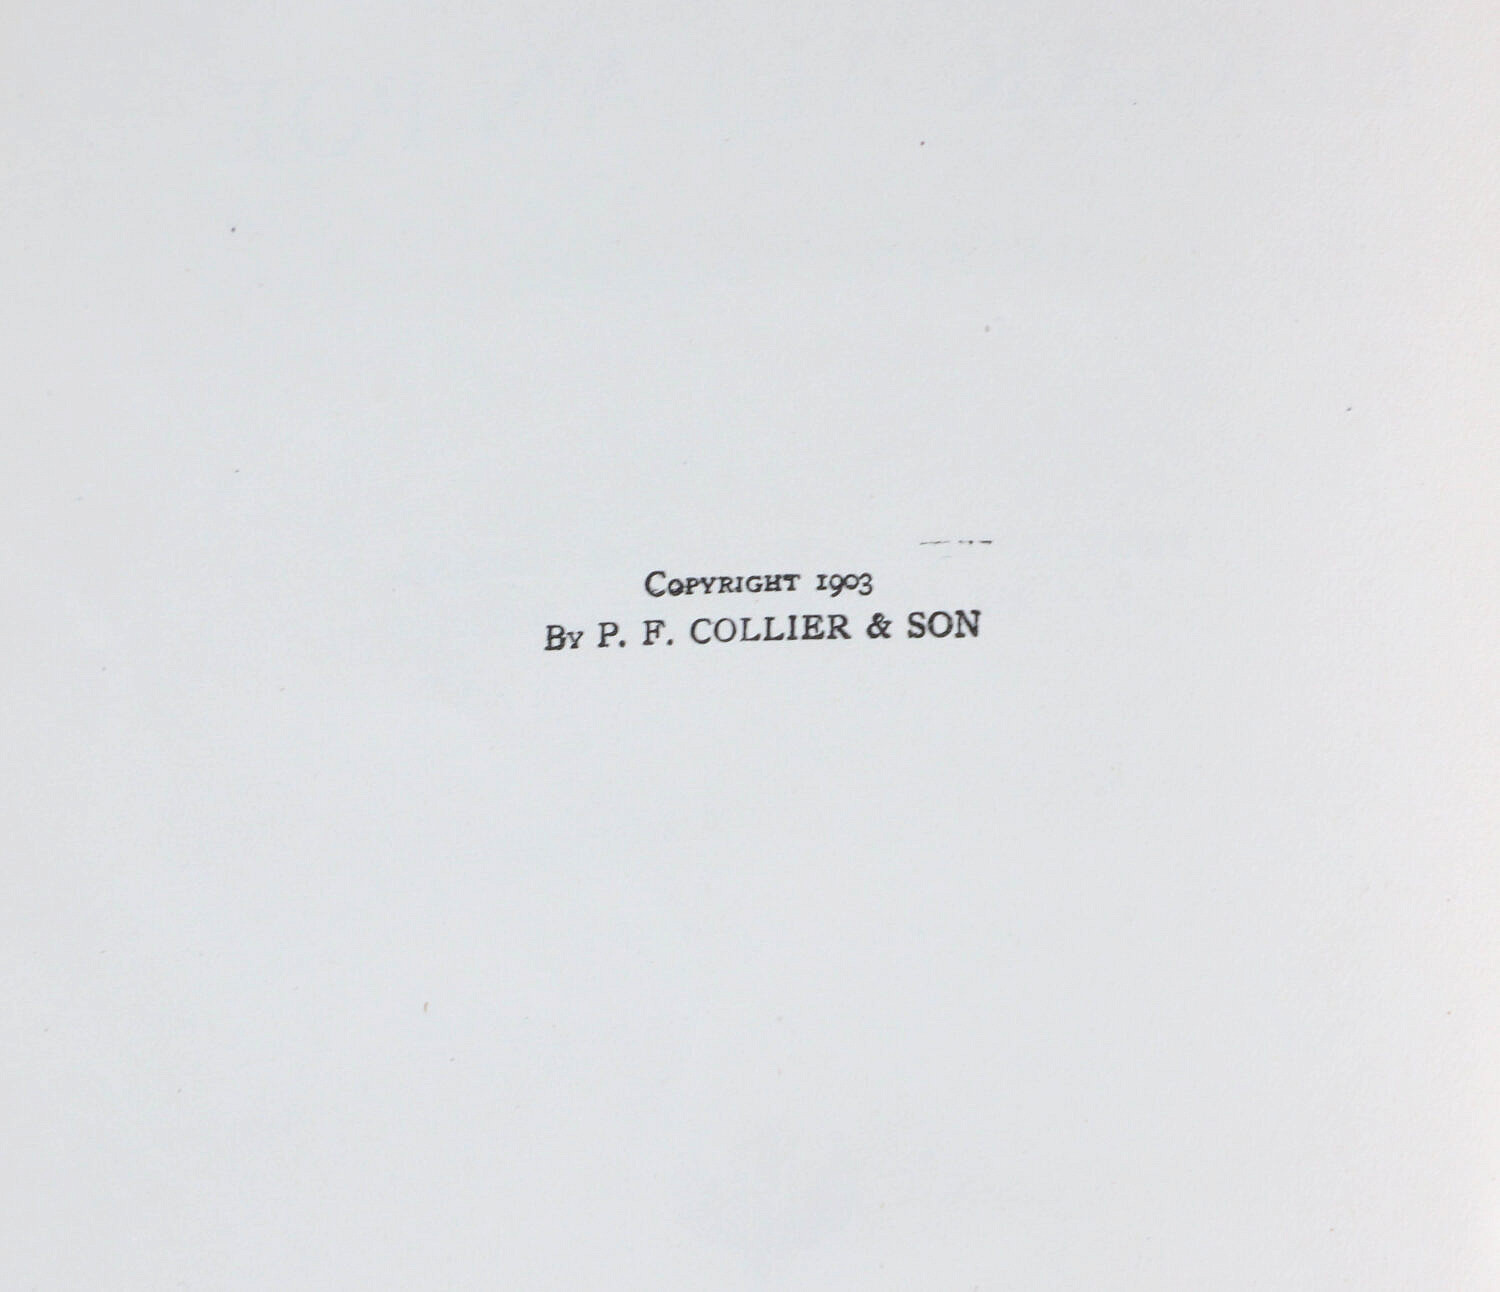 Copyright 1903
By P. F. COLLIER & SON